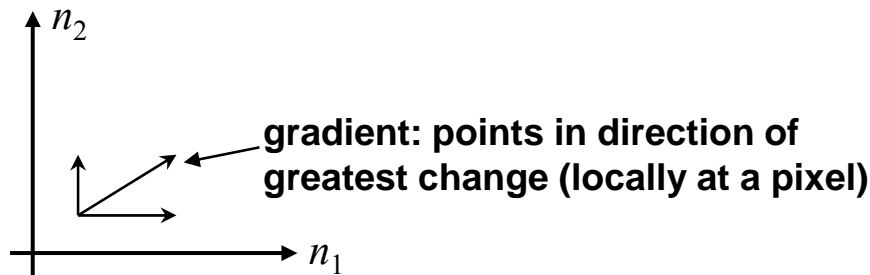 n₂
gradient: points in direction of
greatest change (locally at a pixel)
n₁